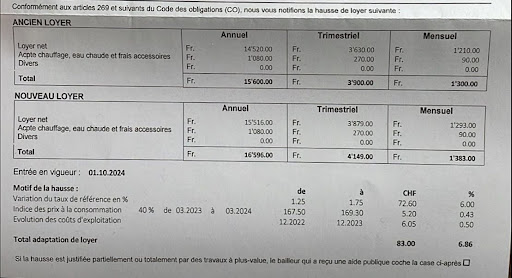 Conformément aux articles 269 et suivants du Code des obligations (CO), nous vous notifions la hausse de loyer suivante :
ANCIEN LOYER
Annuel Trimestriel Mensuel
Loyer net Fr. 14'520.00 Fr. 3'630.00 Fr. 1'210.00
Acpte chauffage, eau chaude et frais accessoires Fr. 1'080.00 Fr. 270.00 Fr. 90.00
Divers Fr. 0.00 Fr. 0.00 Fr. 0.00
Total Fr. 15'600.00 Fr. 3'900.00 Fr. 1'300.00
NOUVEAU LOYER
Annuel Trimestriel Mensuel
Loyer net Fr. 15'516.00 Fr. 3'879.00 Fr. 1'293.00
Acpte chauffage, eau chaude et frais accessoires Fr. 1'080.00 Fr. 270.00 Fr. 90.00
Divers Fr. 0.00 Fr. 0.00 Fr. 0.00
Total Fr. 16'596.00 Fr. 4'149.00 Fr. 1'383.00
Entrée en vigueur : 01.10.2024
Motif de la hausse : de à CHF %
Variation du taux de référence en % 1.25 1.75 72.60 6.00
Indice des prix à la consommation 40 % de 03.2023 à 03.2024 167.50 169.30 5.20 0.43
Evolution des coûts d'exploitation 12.2022 12.2023 6.05 0.50
Total adaptation de loyer 83.00 6.86
Si la hausse est justifiée partiellement ou totalement par des travaux à plus-value, le bailleur qui a reçu une aide publique coche la case ci-après